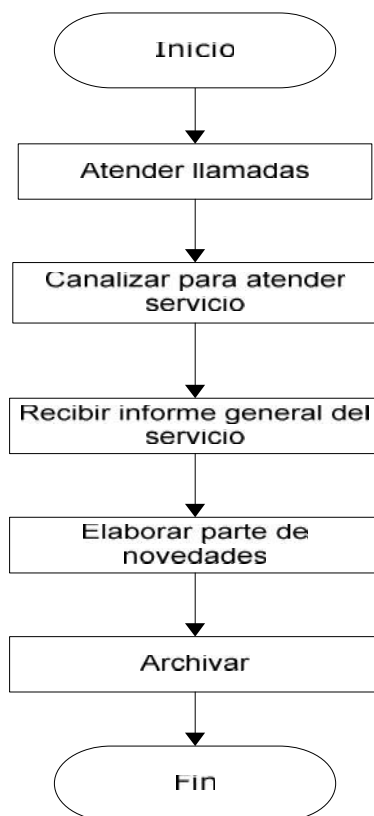 Inicio
Atender llamadas
Canalizar para atender
servicio
Recibir informe general del
servicio
Elaborar parte de
novedades
Archivar
Fin